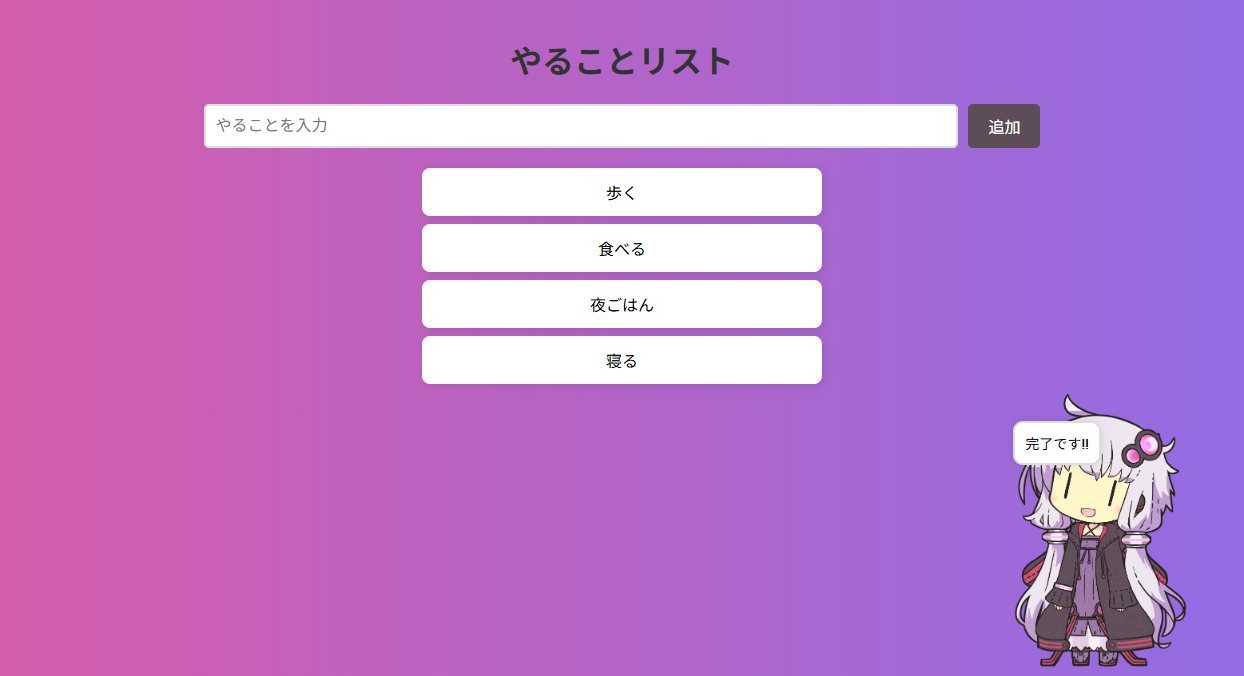 やることリスト
やることを入力
追加
歩く
食べる
夜ごはん
寝る
完了です!!